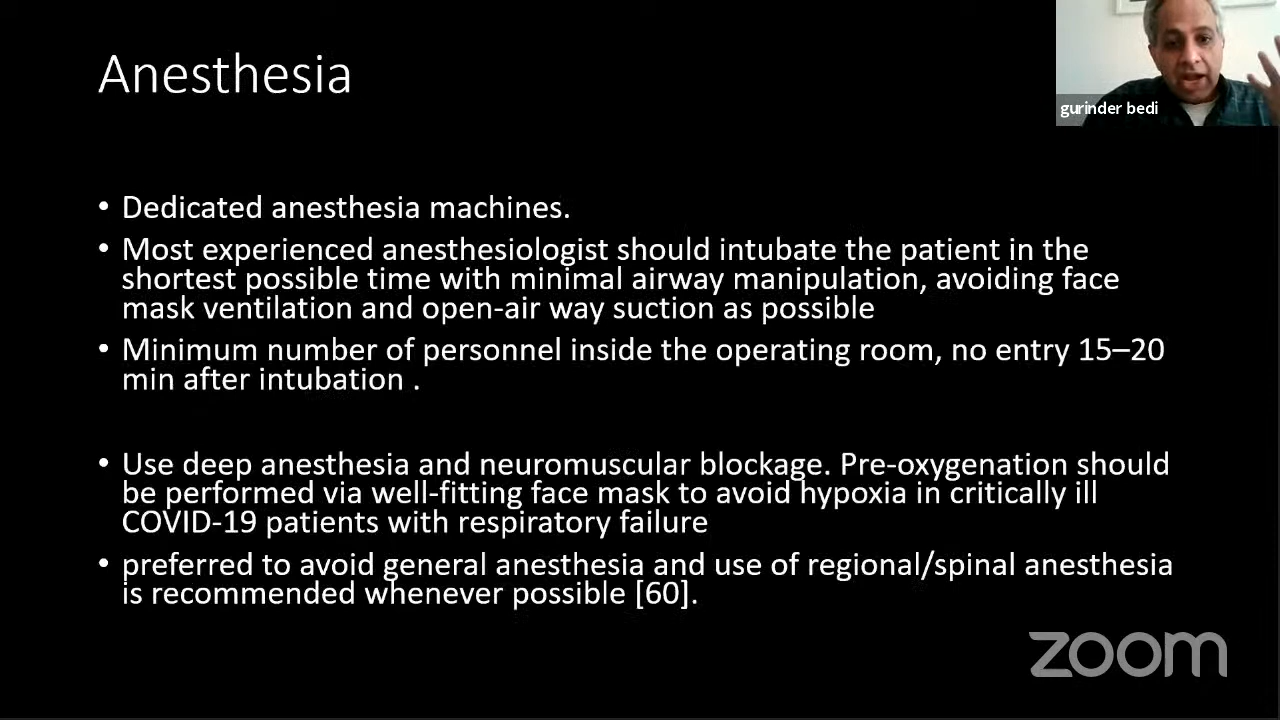 Anesthesia
gurinder bedi
• Dedicated anesthesia machines.
• Most experienced anesthesiologist should intubate the patient in the
shortest possible time with minimal airway manipulation, avoiding face
mask ventilation and open-air way suction as possible
• Minimum number of personnel inside the operating room, no entry 15–20
min after intubation .
• Use deep anesthesia and neuromuscular blockage. Pre-oxygenation should
be performed via well-fitting face mask to avoid hypoxia in critically ill
COVID-19 patients with respiratory failure
• preferred to avoid general anesthesia and use of regional/spinal anesthesia
is recommended whenever possible [60].
zoom